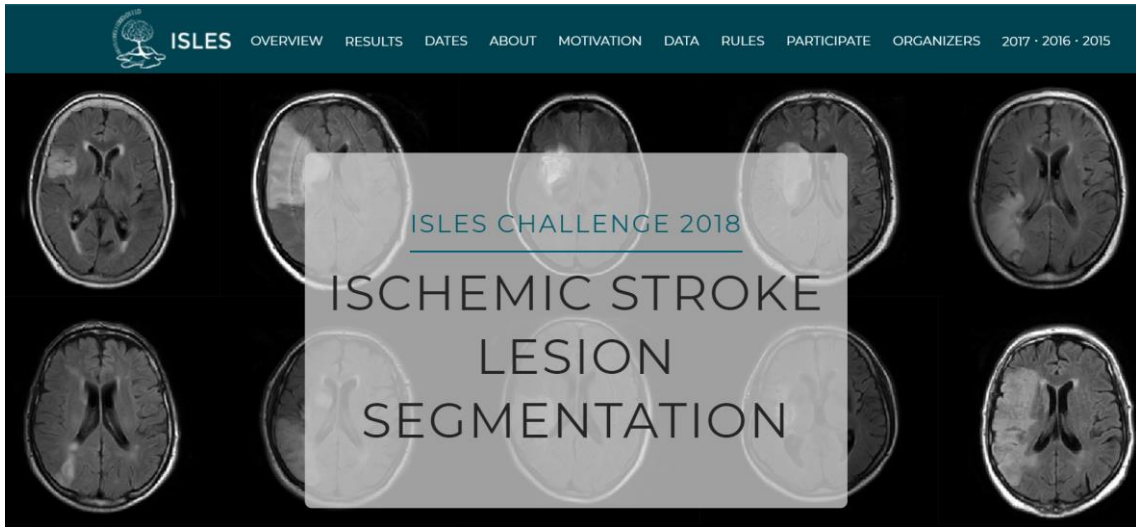 ISLES OVERVIEW RESULTS DATES ABOUT MOTIVATION DATA RULES PARTICIPATE ORGANIZERS 2017 · 2016 · 2015
ISLES CHALLENGE 2018
ISCHEMIC STROKE
LESION
SEGMENTATION